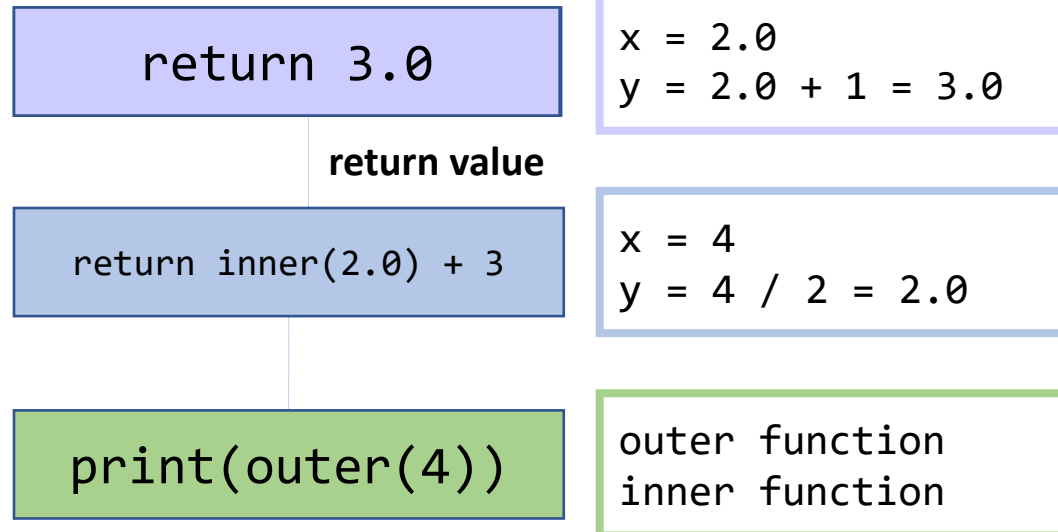 return 3.0
x = 2.0
y = 2.0 + 1 = 3.0
return value
return inner(2.0) + 3
x = 4
y = 4 / 2 = 2.0
print(outer(4))
outer function
inner function